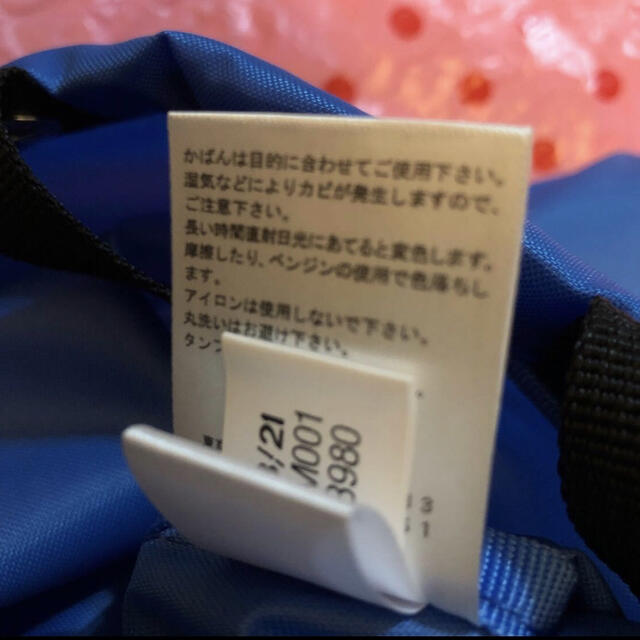 かばんは目的に合わせてご使用下さい。
湿気などによりカビが発生しますので、
ご注意下さい。
長い時間直射日光にあてると変色します。
摩擦したり、ベンジンの使用で色落ちし
ます。
アイロンは使用しないで下さい。
丸洗いはお避け下さい。
タンブ
/21
M001
3980